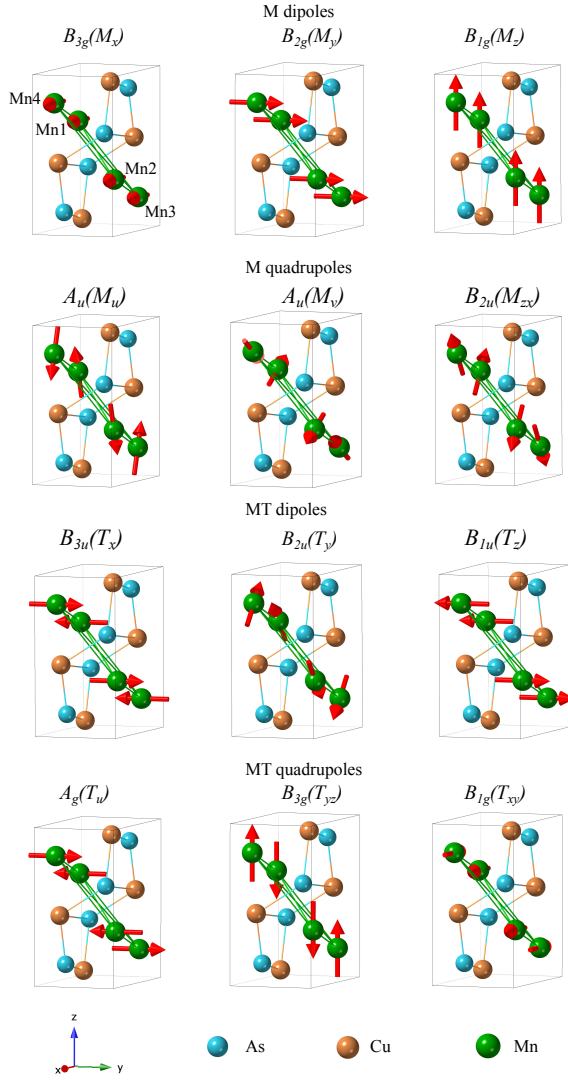 M dipoles
B3g(Mx) B2g(My) B1g(Mz)
Mn4
Mn1
Mn2
Mn3
M quadrupoles
Au(Mu) Au(Mv) B2u(Mzx)
MT dipoles
B3u(Tx) B2u(Ty) B1u(Tz)
MT quadrupoles
Ag(Tu) B3g(Tyz) B1g(Txy)
z
x y
As Cu Mn